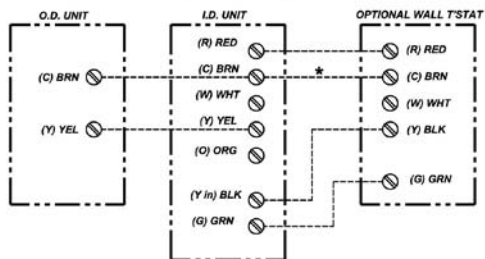 O.D. UNIT
(C) BRN
(Y) YEL
I.D. UNIT
(R) RED
(C) BRN
(W) WHT
(Y) YEL
(O) ORG
(Y in) BLK
(G) GRN
*
OPTIONAL WALL T'STAT
(R) RED
(C) BRN
(W) WHT
(Y) BLK
(G) GRN